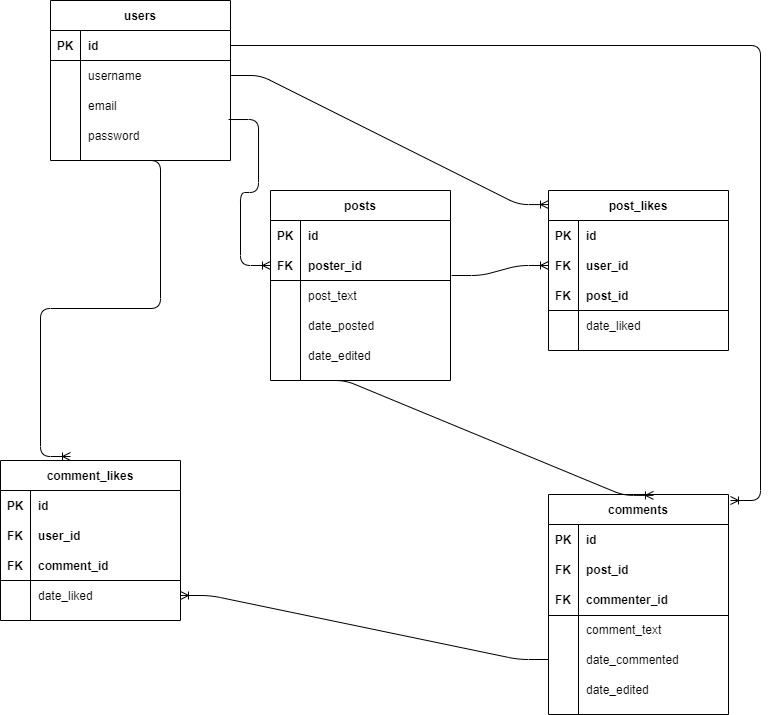 users
PK id
username
email
password
posts
PK id
FK poster_id
post_text
date_posted
date_edited
post_likes
PK id
FK user_id
FK post_id
date_liked
comment_likes
PK id
FK user_id
FK comment_id
date_liked
comments
PK id
FK post_id
FK commenter_id
comment_text
date_commented
date_edited